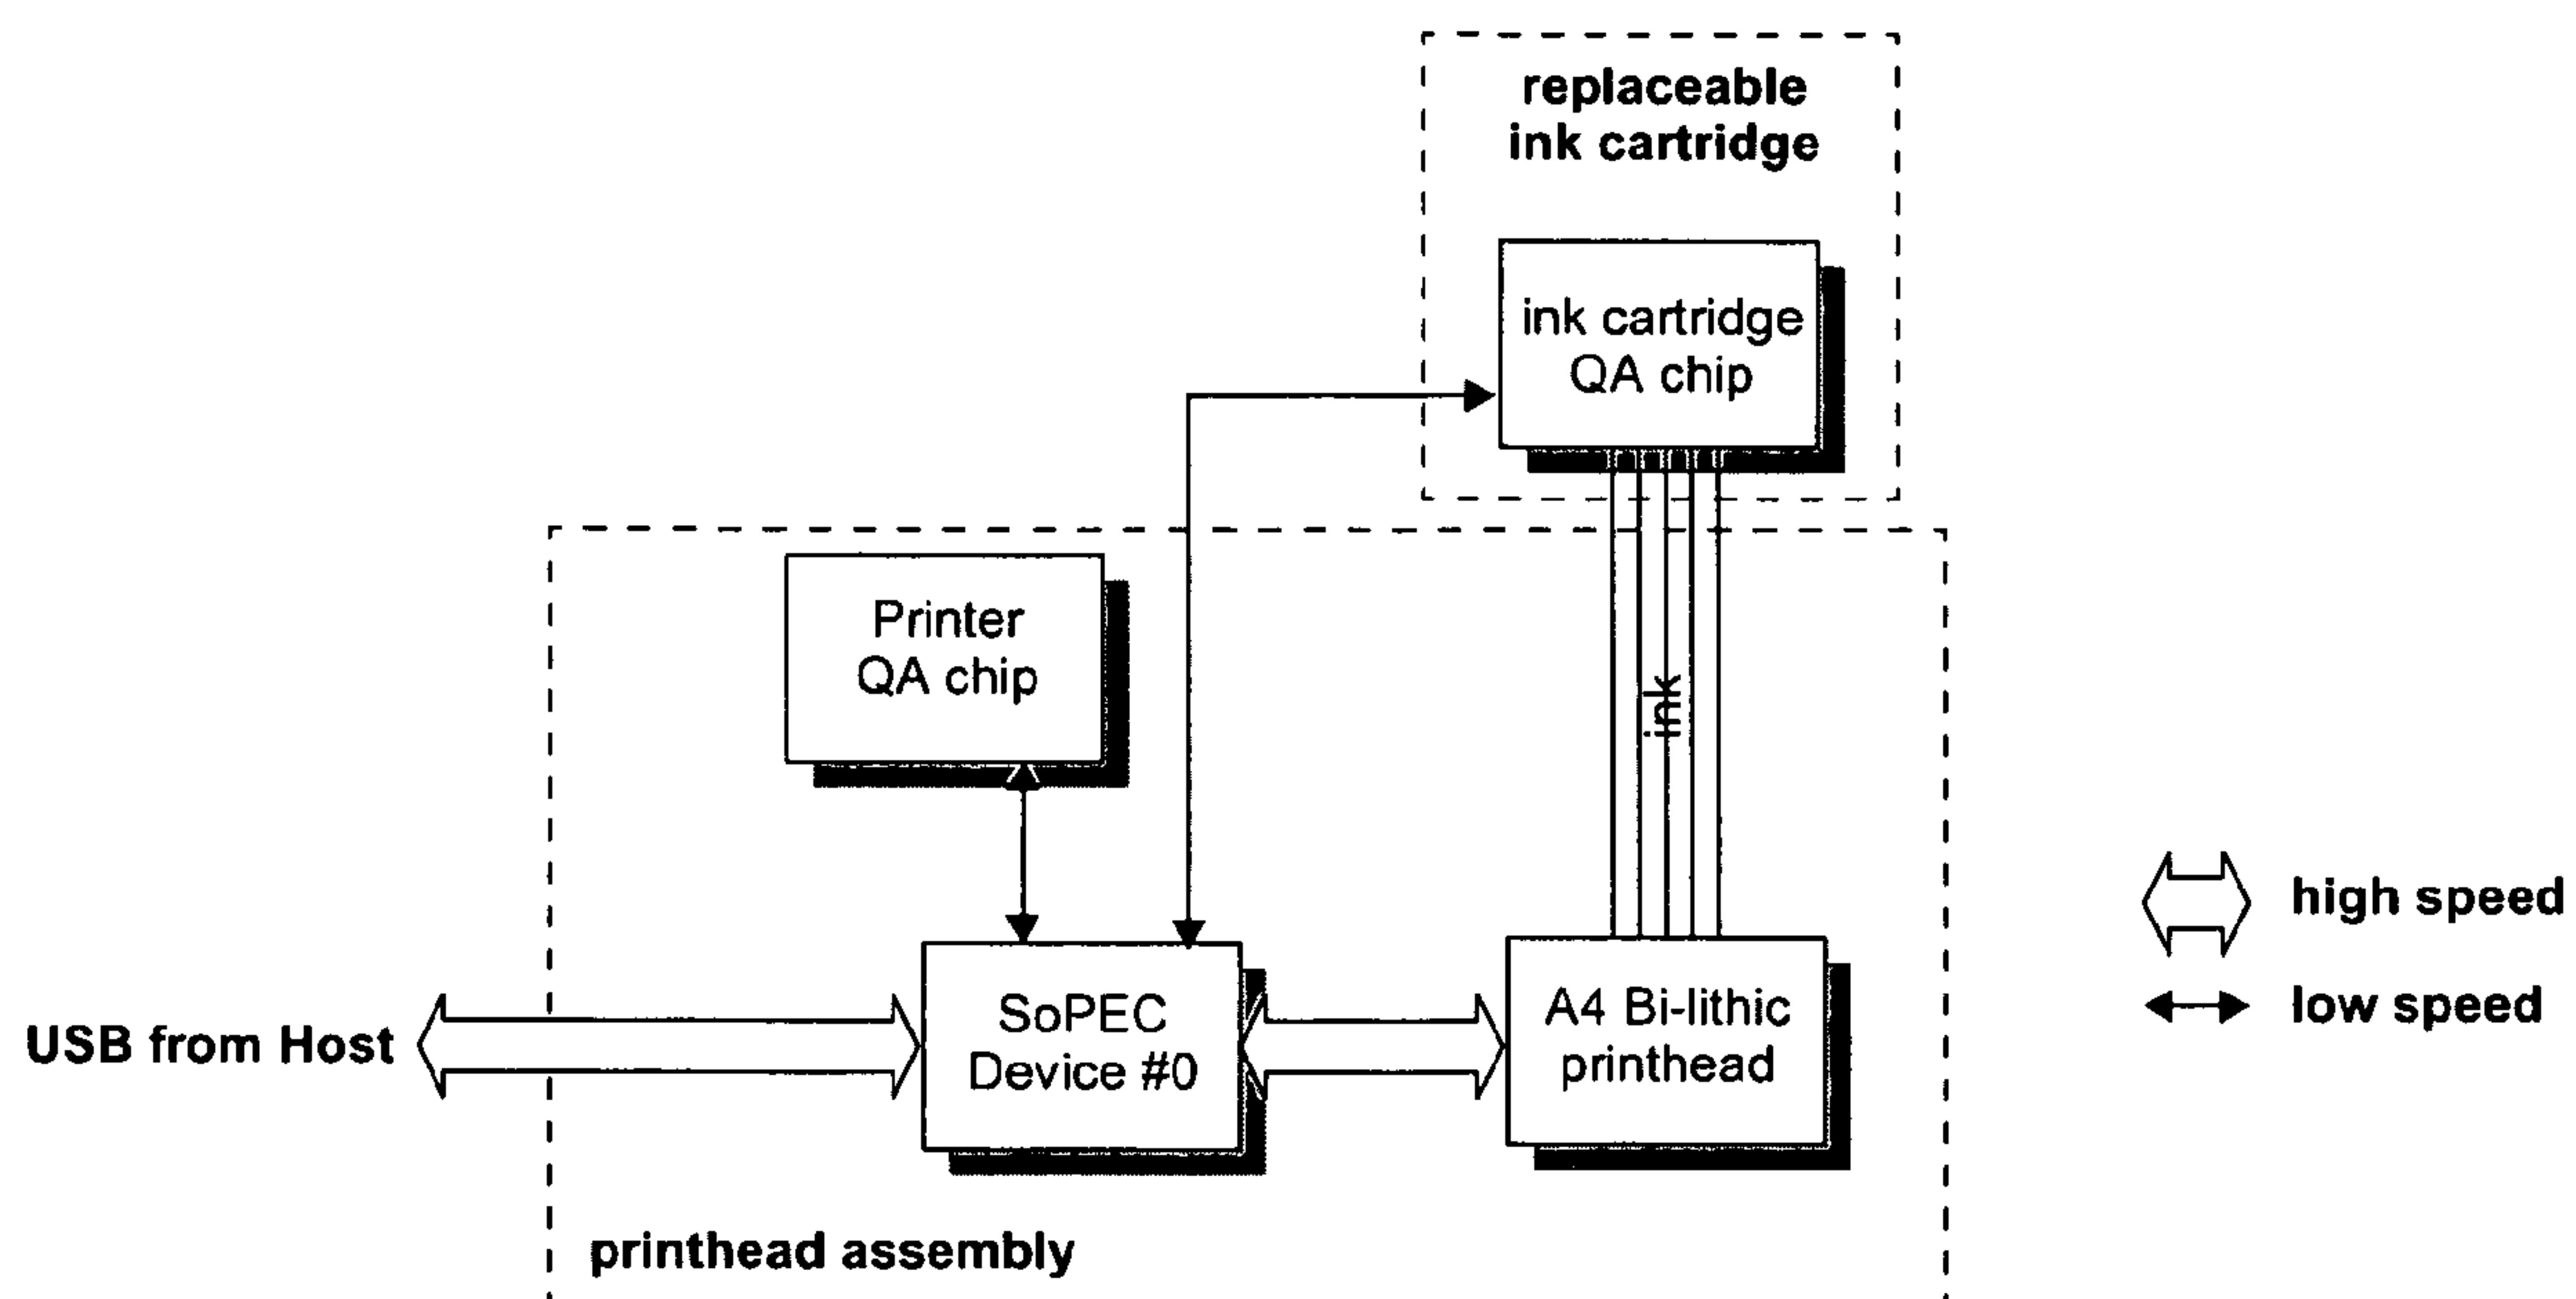 replaceable
ink cartridge
ink cartridge
QA chip
Printer
QA chip
ink
high speed
low speed
USB from Host
SoPEC
Device #0
A4 Bi-lithic
printhead
printhead assembly